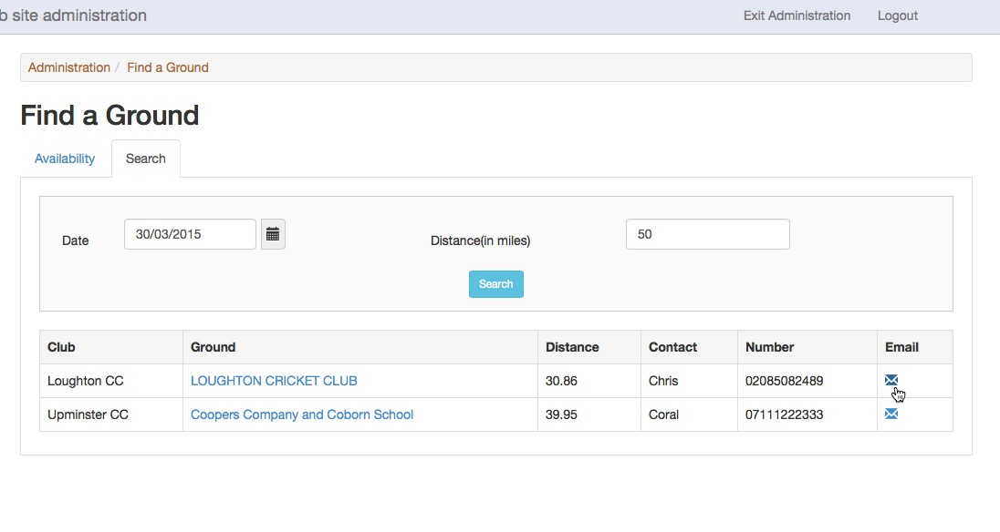 b site administration Exit Administration Logout
Administration / Find a Ground
Find a Ground
Availability Search
Date 30/03/2015 Distance(in miles) 50
Search
Club Ground Distance Contact Number Email
Loughton CC LOUGHTON CRICKET CLUB 30.86 Chris 02085082489
Upminster CC Coopers Company and Coborn School 39.95 Coral 07111222333